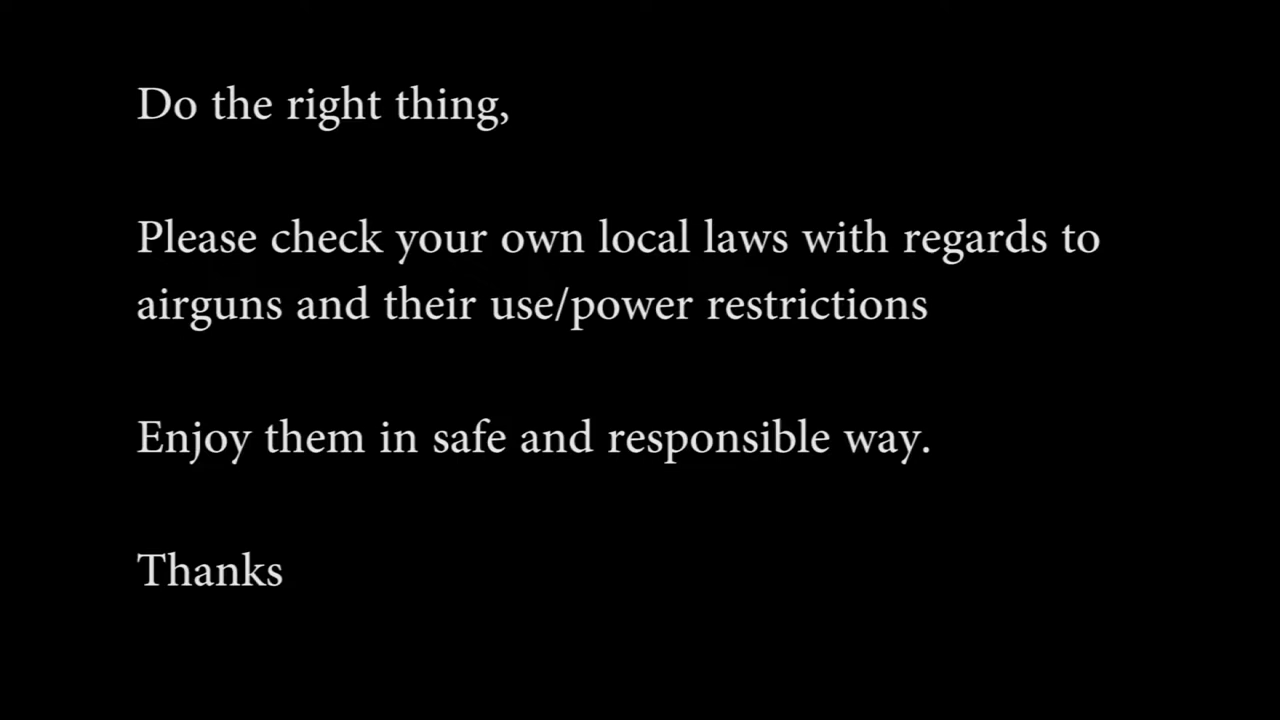 Do the right thing,
Please check your own local laws with regards to
airguns and their use/power restrictions
Enjoy them in safe and responsible way.
Thanks